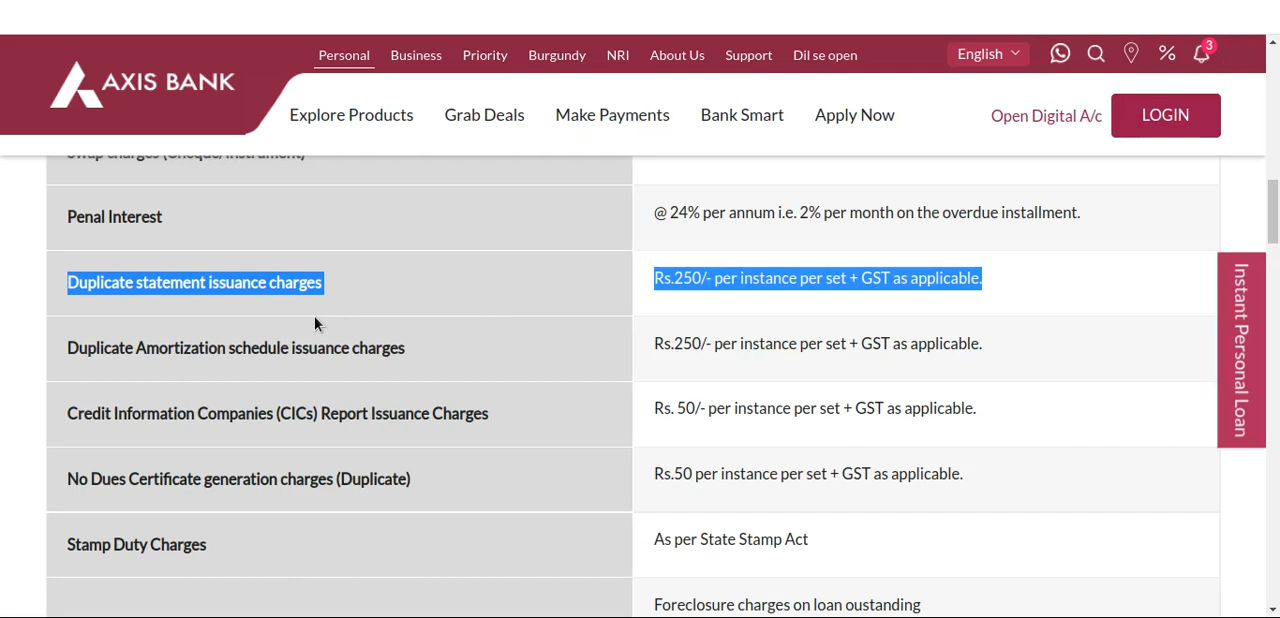 Personal Business Priority Burgundy NRI About Us Support Dil se open English 3
AXIS BANK
Explore Products Grab Deals Make Payments Bank Smart Apply Now Open Digital A/c LOGIN
Penal Interest @ 24% per annum i.e. 2% per month on the overdue installment.
Duplicate statement issuance charges Rs.250/- per instance per set + GST as applicable.
Duplicate Amortization schedule issuance charges Rs.250/- per instance per set + GST as applicable.
Credit Information Companies (CICs) Report Issuance Charges Rs. 50/- per instance per set + GST as applicable.
No Dues Certificate generation charges (Duplicate) Rs.50 per instance per set + GST as applicable.
Stamp Duty Charges As per State Stamp Act
Foreclosure charges on loan oustanding
Instant Personal Loan